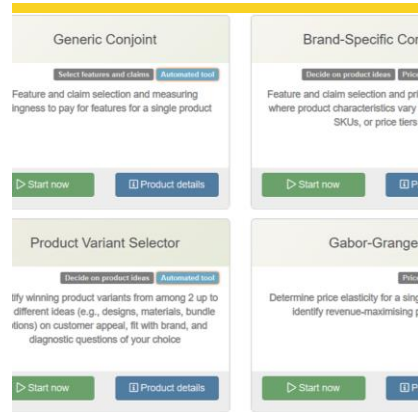 Generic Conjoint
Select features and claims Automated tool
Feature and claim selection and measuring
ingness to pay for features for a single product
Start now Product details
Brand-Specific Con
Decide on product ideas Price
Feature and claim selection and pri
where product characteristics vary
SKUs, or price tiers
Start now P
Product Variant Selector
Decide on product ideas Automated tool
tify winning product variants from among 2 up to
different ideas (e.g., designs, materials, bundle
tions) on customer appeal, fit with brand, and
diagnostic questions of your choice
Start now Product details
Gabor-Grange
Price
Determine price elasticity for a sing
identify revenue-maximising p
Start now P